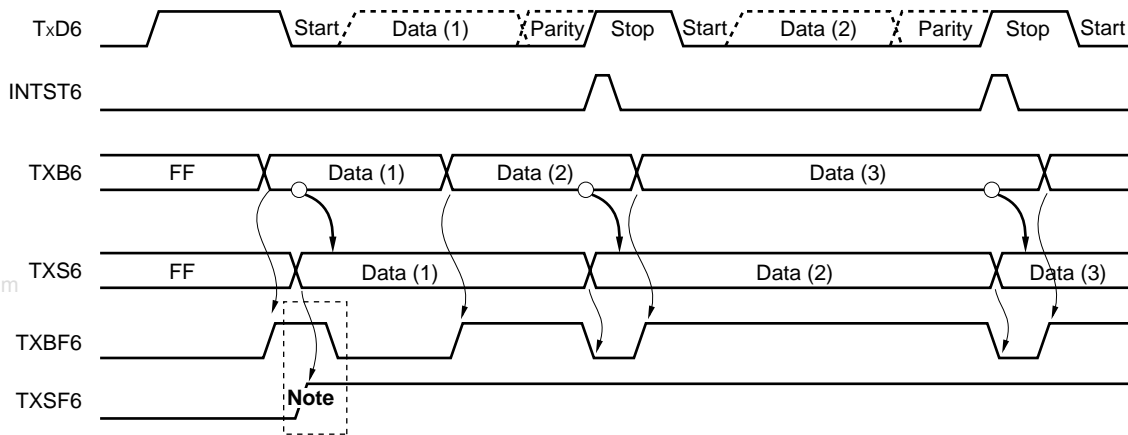 TxD6 Start Data (1) Parity Stop Start Data (2) Parity Stop Start
INTST6
TXB6 FF Data (1) Data (2) Data (3)
TXS6 FF Data (1) Data (2) Data (3)
m
TXBF6
TXSF6 Note